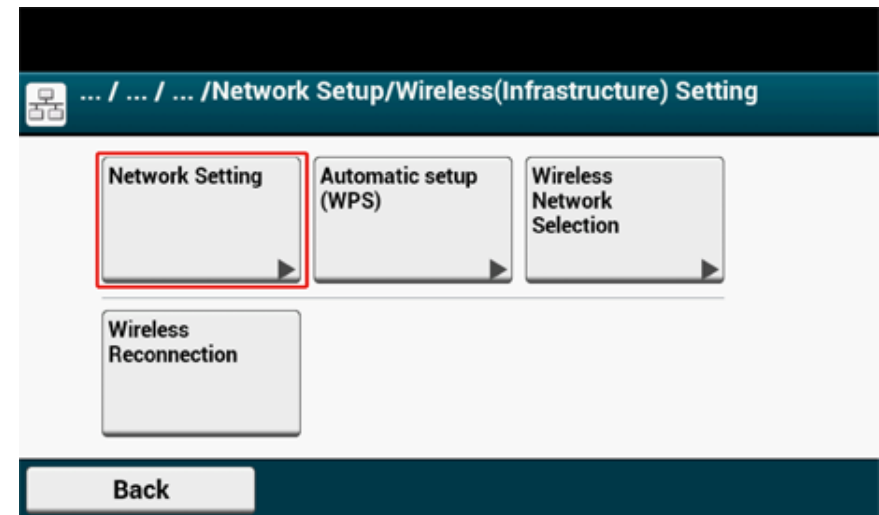 ... / ... / ... /Network Setup/Wireless(Infrastructure) Setting
Network Setting
Automatic setup
(WPS)
Wireless
Network
Selection
Wireless
Reconnection
Back